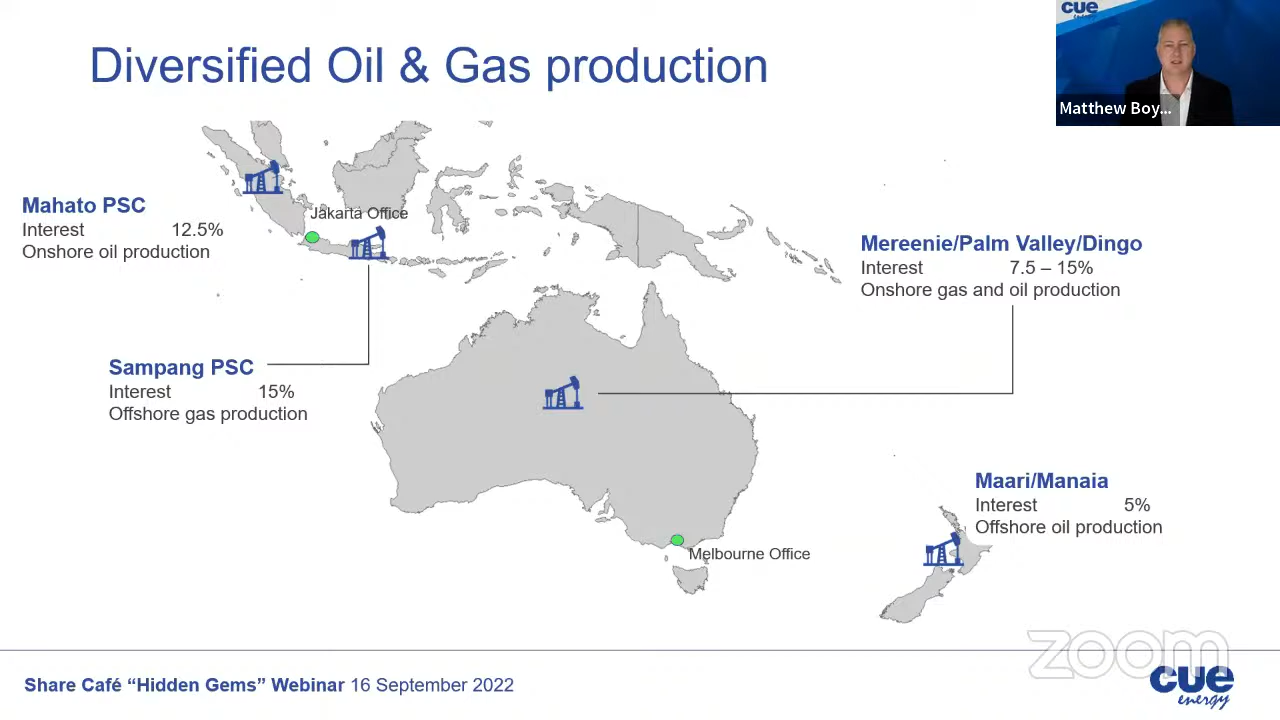 Diversified Oil & Gas production
cue
energy
Matthew Boy...
Mahato PSC
Interest 12.5%
Onshore oil production
Jakarta Office
Mereenie/Palm Valley/Dingo
Interest 7.5 – 15%
Onshore gas and oil production
Sampang PSC
Interest 15%
Offshore gas production
Maari/Manaia
Interest 5%
Offshore oil production
Melbourne Office
zoom
Share Café “Hidden Gems” Webinar 16 September 2022
cue
energy